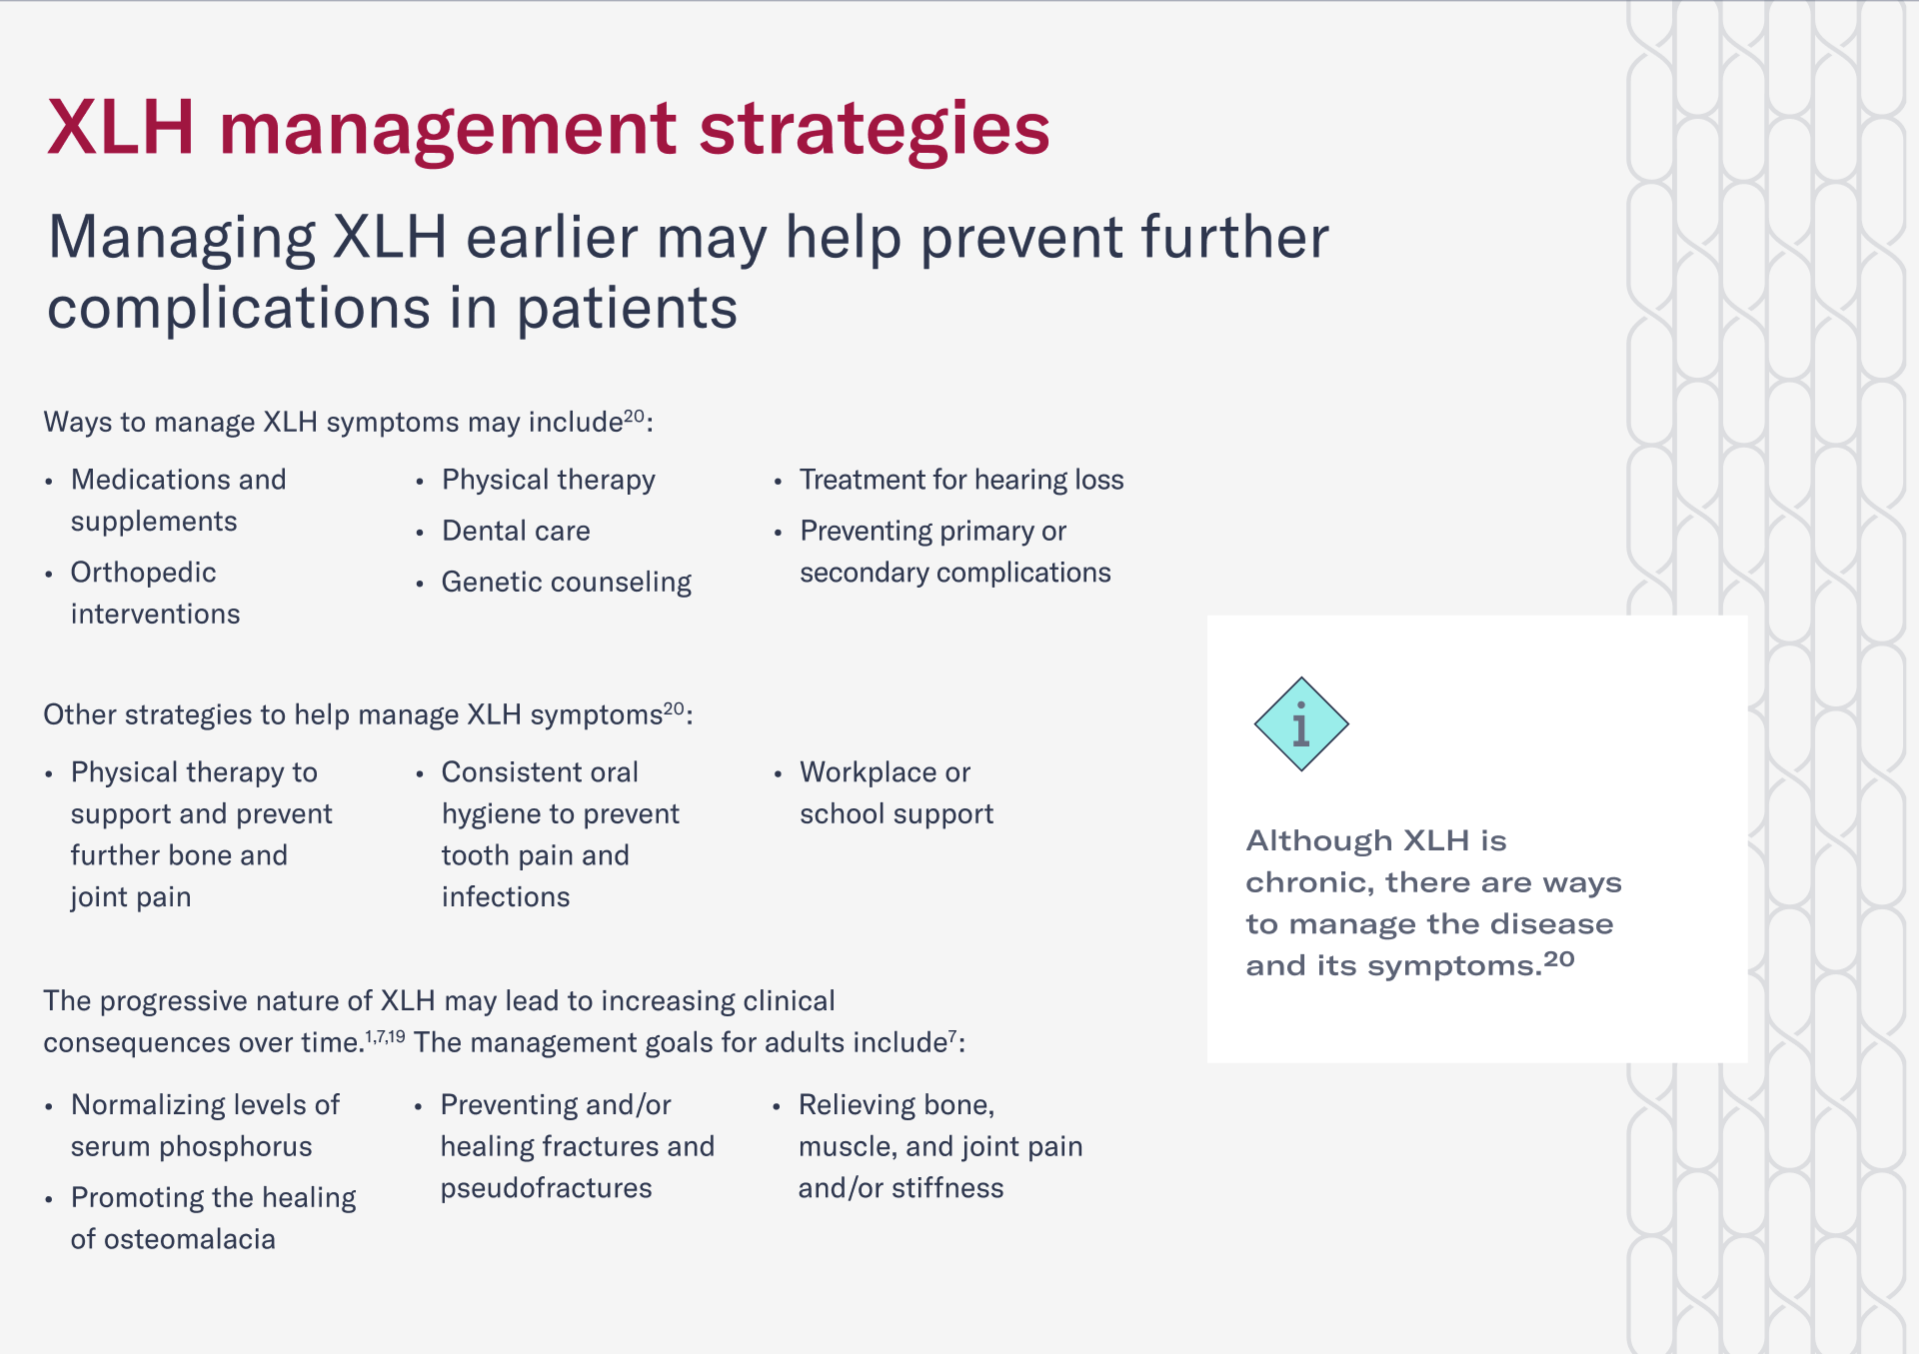 XLH management strategies
Managing XLH earlier may help prevent further
complications in patients
Ways to manage XLH symptoms may include20:
• Medications and
supplements
• Orthopedic
interventions
• Physical therapy
• Dental care
• Genetic counseling
• Treatment for hearing loss
• Preventing primary or
secondary complications
Other strategies to help manage XLH symptoms20:
• Physical therapy to
support and prevent
further bone and
joint pain
• Consistent oral
hygiene to prevent
tooth pain and
infections
• Workplace or
school support
The progressive nature of XLH may lead to increasing clinical
consequences over time.1,7,19 The management goals for adults include7:
• Normalizing levels of
serum phosphorus
• Promoting the healing
of osteomalacia
• Preventing and/or
healing fractures and
pseudofractures
• Relieving bone,
muscle, and joint pain
and/or stiffness
i
Although XLH is
chronic, there are ways
to manage the disease
and its symptoms.20